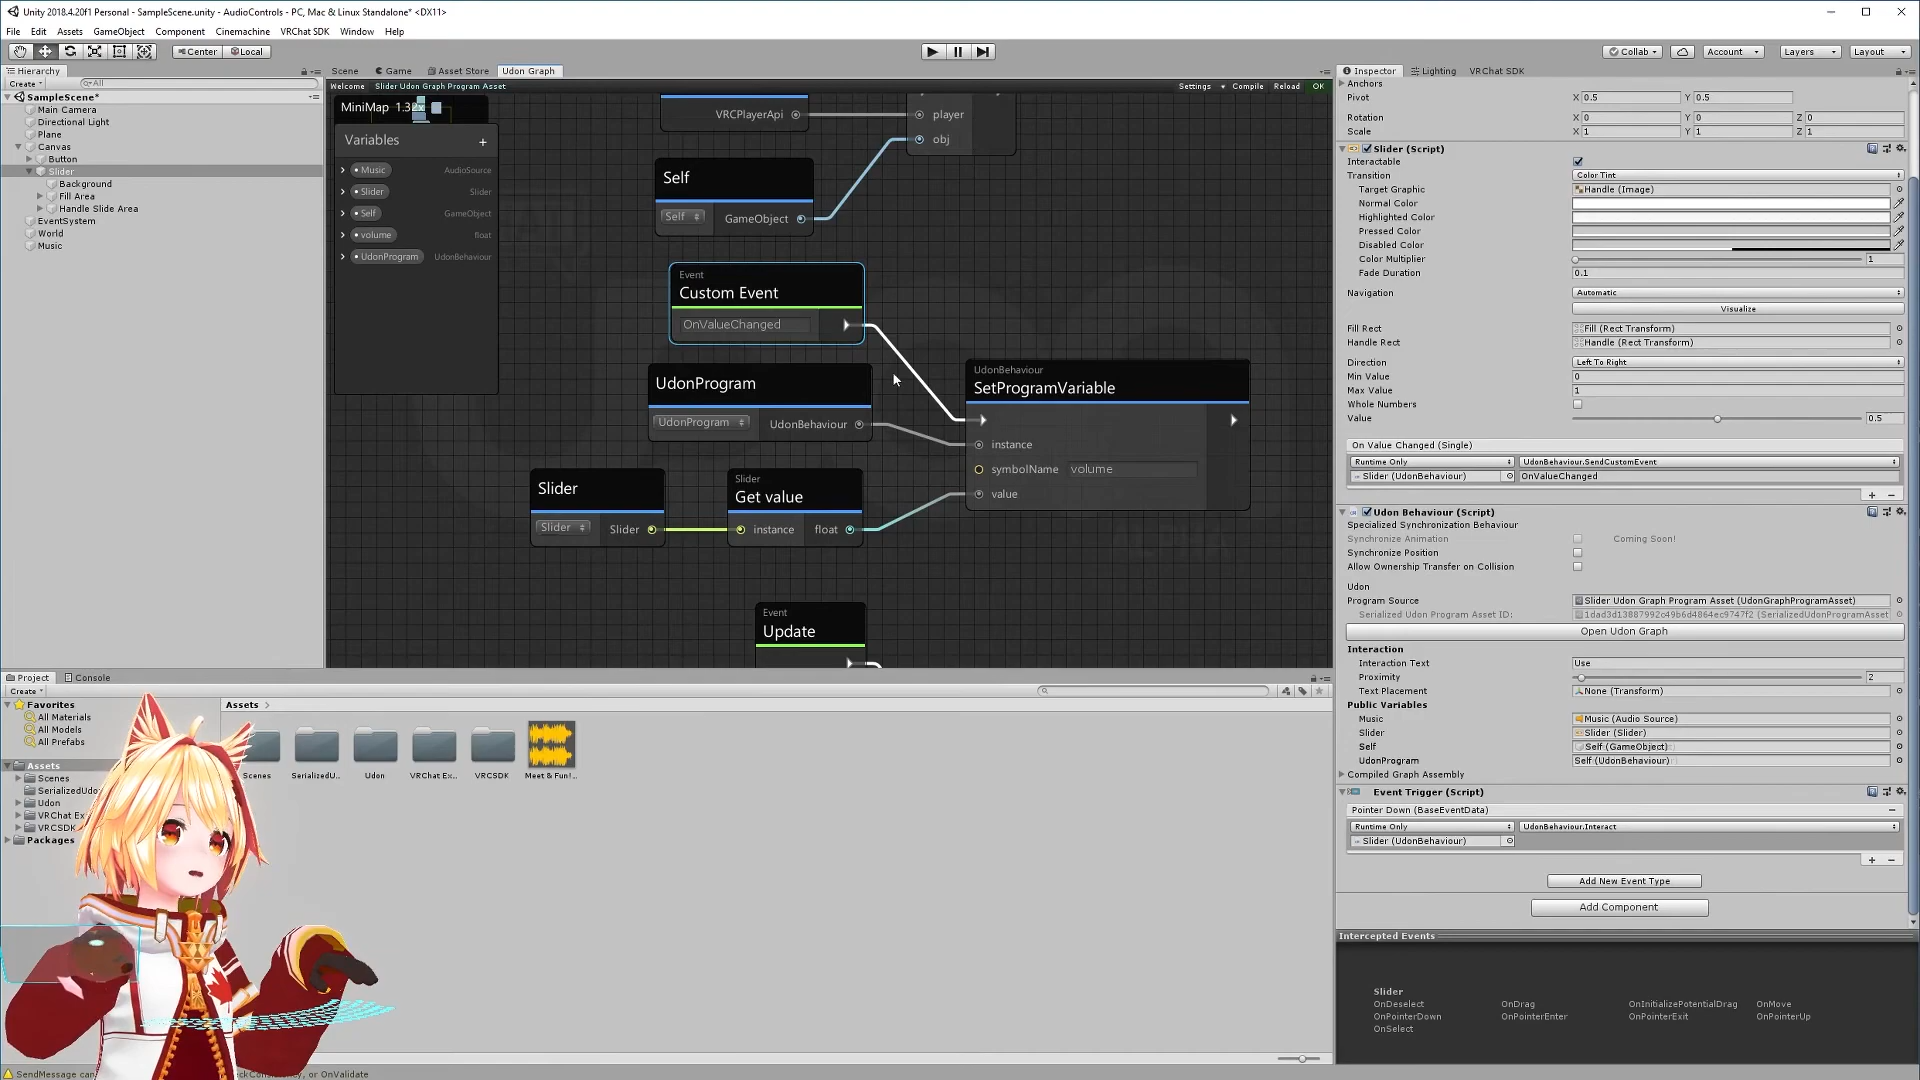 Unity 2018.4.20f1 Personal - SampleScene.unity - AudioControls - PC, Mac & Linux Standalone* <DX11>
File Edit Assets GameObject Component Cinemachine VRChat SDK Window Help
Center Local Collab Account Layers Layout
Hierarchy
Create All
SampleScene*
Main Camera
Directional Light
Plane
Canvas
Button
Slider
Background
Fill Area
Handle Slide Area
EventSystem
World
Music
Scene Game Asset Store Udon Graph
Welcome Slider Udon Graph Program Asset Settings Compile Reload OK
MiniMap
Variables +
Music AudioSource
Slider Slider
Self GameObject
volume float
UdonProgram UdonBehaviour
VRCPlayerApi
player
obj
Self
Self GameObject
Event
Custom Event
OnValueChanged
UdonProgram
UdonProgram UdonBehaviour
UdonBehaviour
SetProgramVariable
instance
symbolName volume
value
Slider
Slider Slider
Slider
Get value
instance float
Event
Update
Inspector Lighting VRChat SDK
Anchors
Pivot X 0.5 Y 0.5
Rotation X 0 Y 0 Z 0
Scale X 1 Y 1 Z 1
Slider (Script)
Interactable
Transition Color Tint
Target Graphic Handle (Image)
Normal Color
Highlighted Color
Pressed Color
Disabled Color
Color Multiplier 1
Fade Duration 0.1
Navigation Automatic
Visualize
Fill Rect Fill (Rect Transform)
Handle Rect Handle (Rect Transform)
Direction Left To Right
Min Value 0
Max Value 1
Whole Numbers
Value 0.5
On Value Changed (Single)
Runtime Only UdonBehaviour.SendCustomEvent
Slider (UdonBehaviour) OnValueChanged
+ −
Udon Behaviour (Script)
Specialized Synchronization Behaviour
Synchronize Animation Coming Soon!
Synchronize Position
Allow Ownership Transfer on Collision
Udon
Program Source Slider Udon Graph Program Asset (UdonGraphProgramAsset)
Serialized Udon Program Asset ID: 1dad3d13887992c49b6d4864ec9747f2 (SerializedUdonProgramAsset
Open Udon Graph
Interaction
Interaction Text Use
Proximity 2
Text Placement None (Transform)
Public Variables
Music Music (Audio Source)
Slider Slider (Slider)
Self Self (GameObject)
UdonProgram Self (UdonBehaviour)
Compiled Graph Assembly
Event Trigger (Script)
Pointer Down (BaseEventData)
Runtime Only UdonBehaviour.Interact
Slider (UdonBehaviour)
+ −
Add New Event Type
Add Component
Intercepted Events
Slider
OnDeselect OnDrag OnInitializePotentialDrag OnMove
OnPointerDown OnPointerEnter OnPointerExit OnPointerUp
OnSelect
Project Console
Create
Favorites
All Materials
All Models
All Prefabs
Assets
Scenes
SerializedUdo
Udon
VRChat Ex
VRCSDK
Packages
Assets >
Scenes SerializedU... Udon VRChat Ex... VRCSDK Meet & Fun!...
SendMessage can
or OnValidate